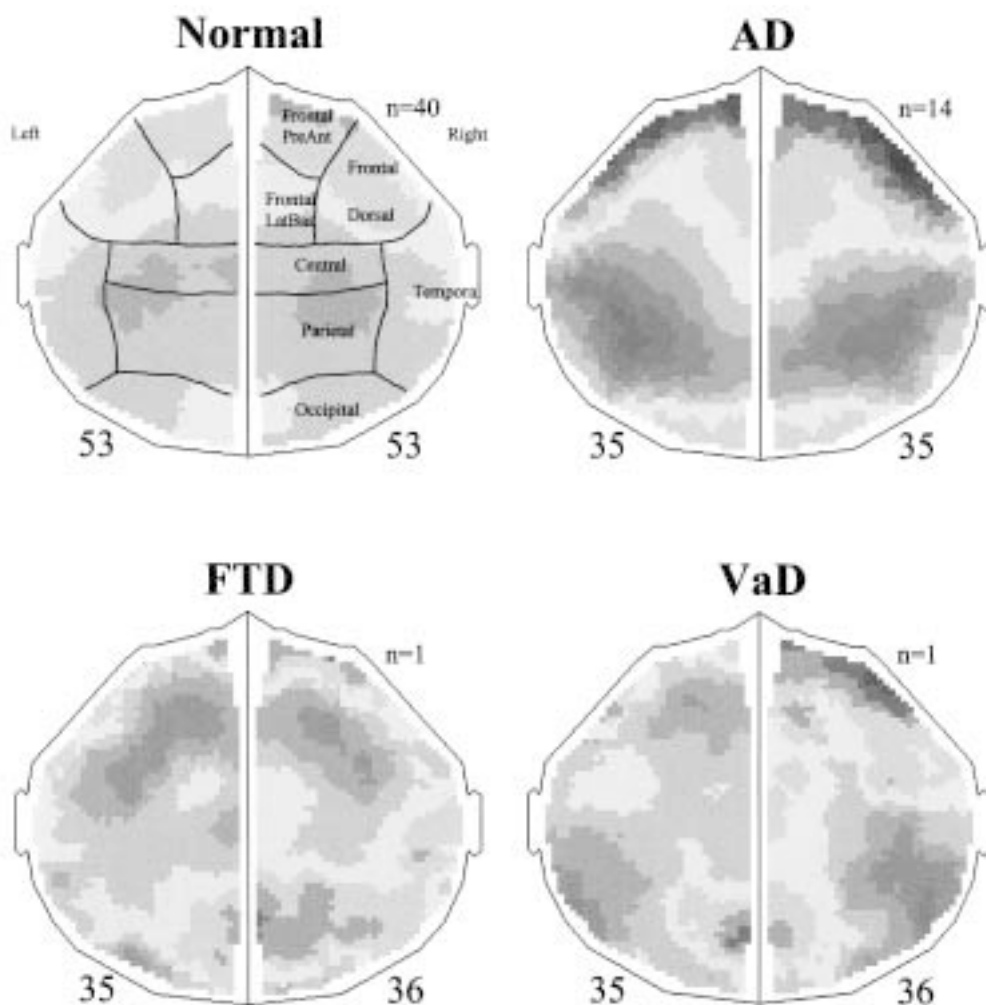 Normal
AD
n=40
n=14
Left
Right
Frontal
PreAnt
Frontal
Frontal
LatBas
Dorsal
Central
Tempora
Parietal
Occipital
53
53
35
35
FTD
VaD
n=1
n=1
35
36
35
36